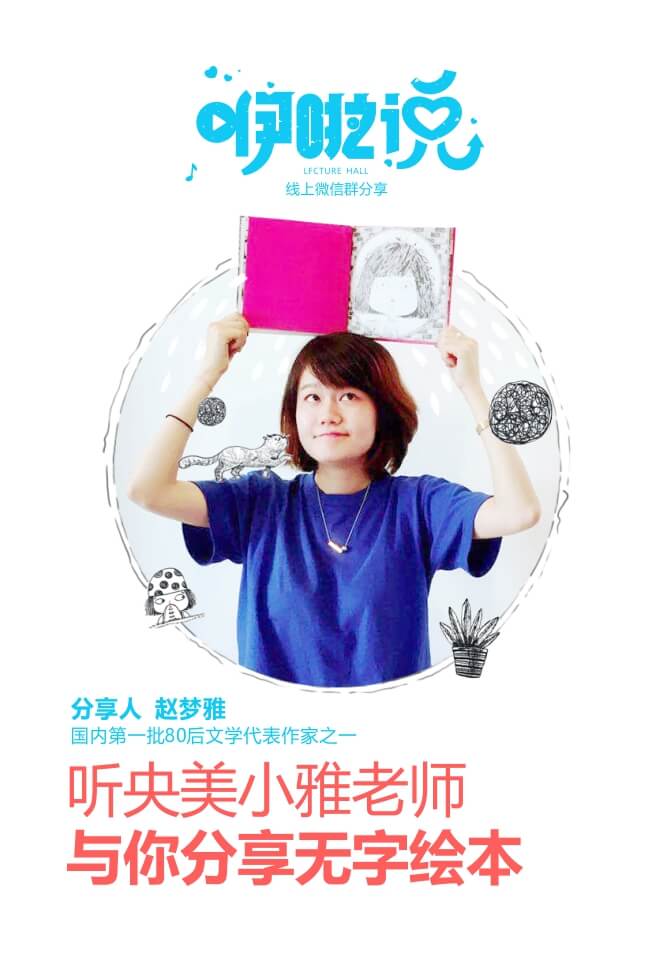 咿啦说
LECTURE HALL
线上微信群分享
分享人 赵梦雅
国内第一批80后文学代表作家之一
听央美小雅老师
与你分享无字绘本